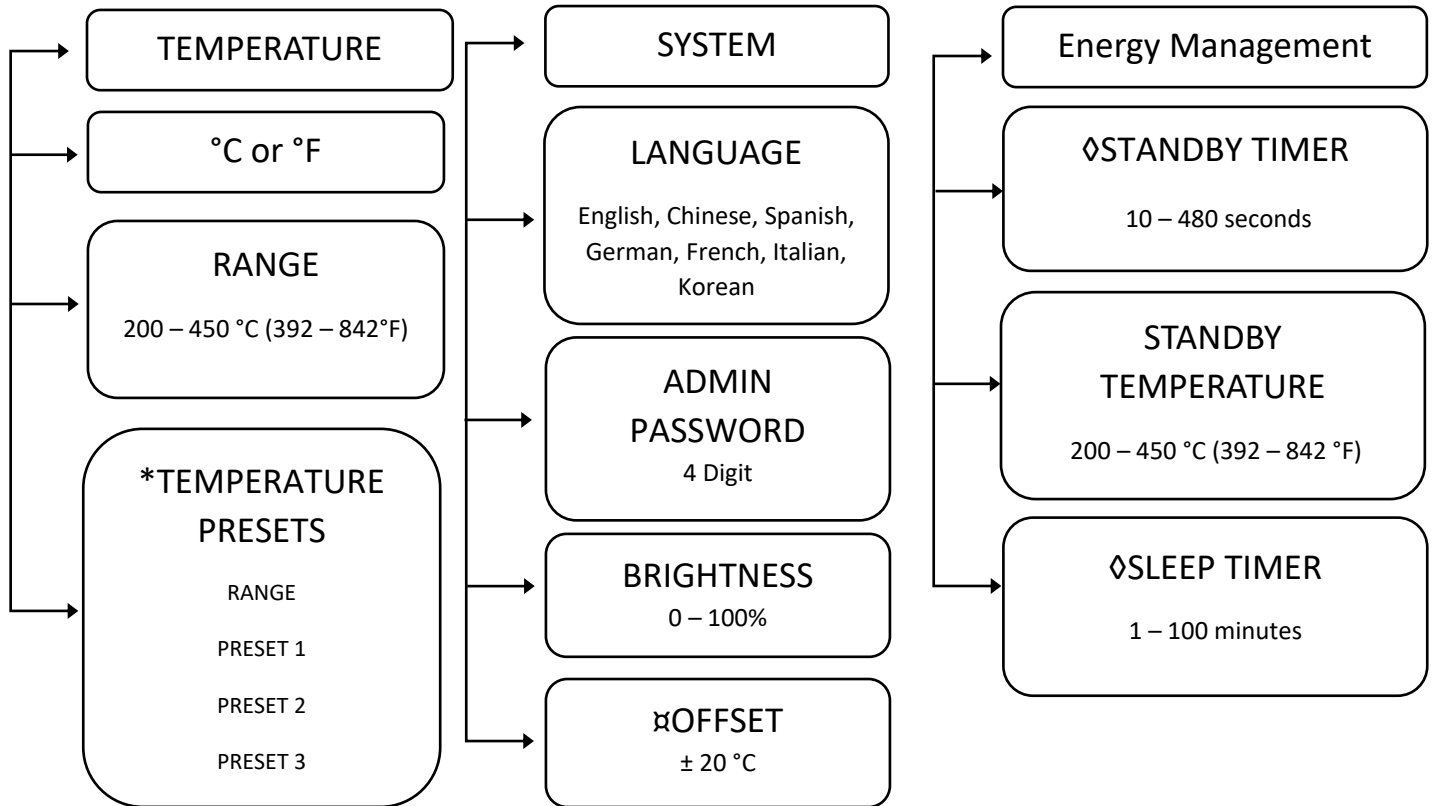 TEMPERATURE
°C or °F
RANGE
200 – 450 °C (392 – 842°F)
*TEMPERATURE
PRESETS
RANGE
PRESET 1
PRESET 2
PRESET 3
SYSTEM
LANGUAGE
English, Chinese, Spanish,
German, French, Italian,
Korean
ADMIN
PASSWORD
4 Digit
BRIGHTNESS
0 – 100%
¤OFFSET
± 20 °C
Energy Management
◊STANDBY TIMER
10 – 480 seconds
STANDBY
TEMPERATURE
200 – 450 °C (392 – 842 °F)
◊SLEEP TIMER
1 – 100 minutes